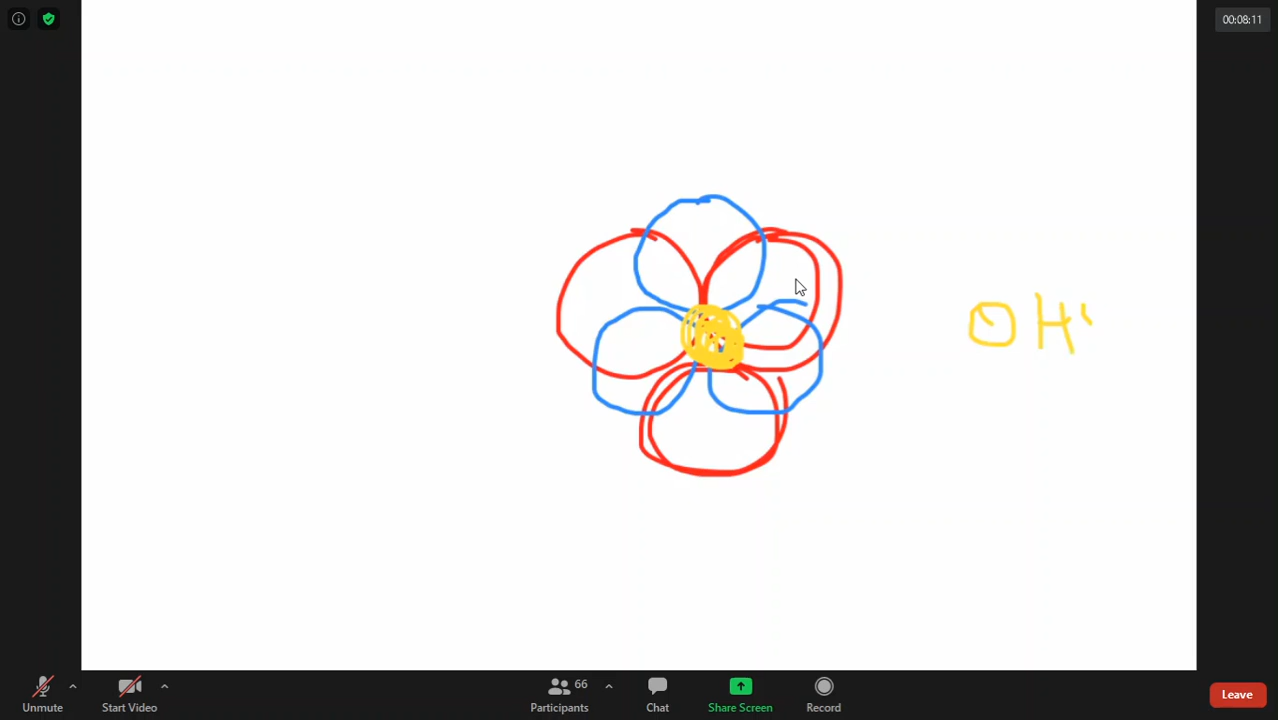 00:08:11
OH'
Unmute
Start Video
66
Participants
Chat
Share Screen
Record
Leave